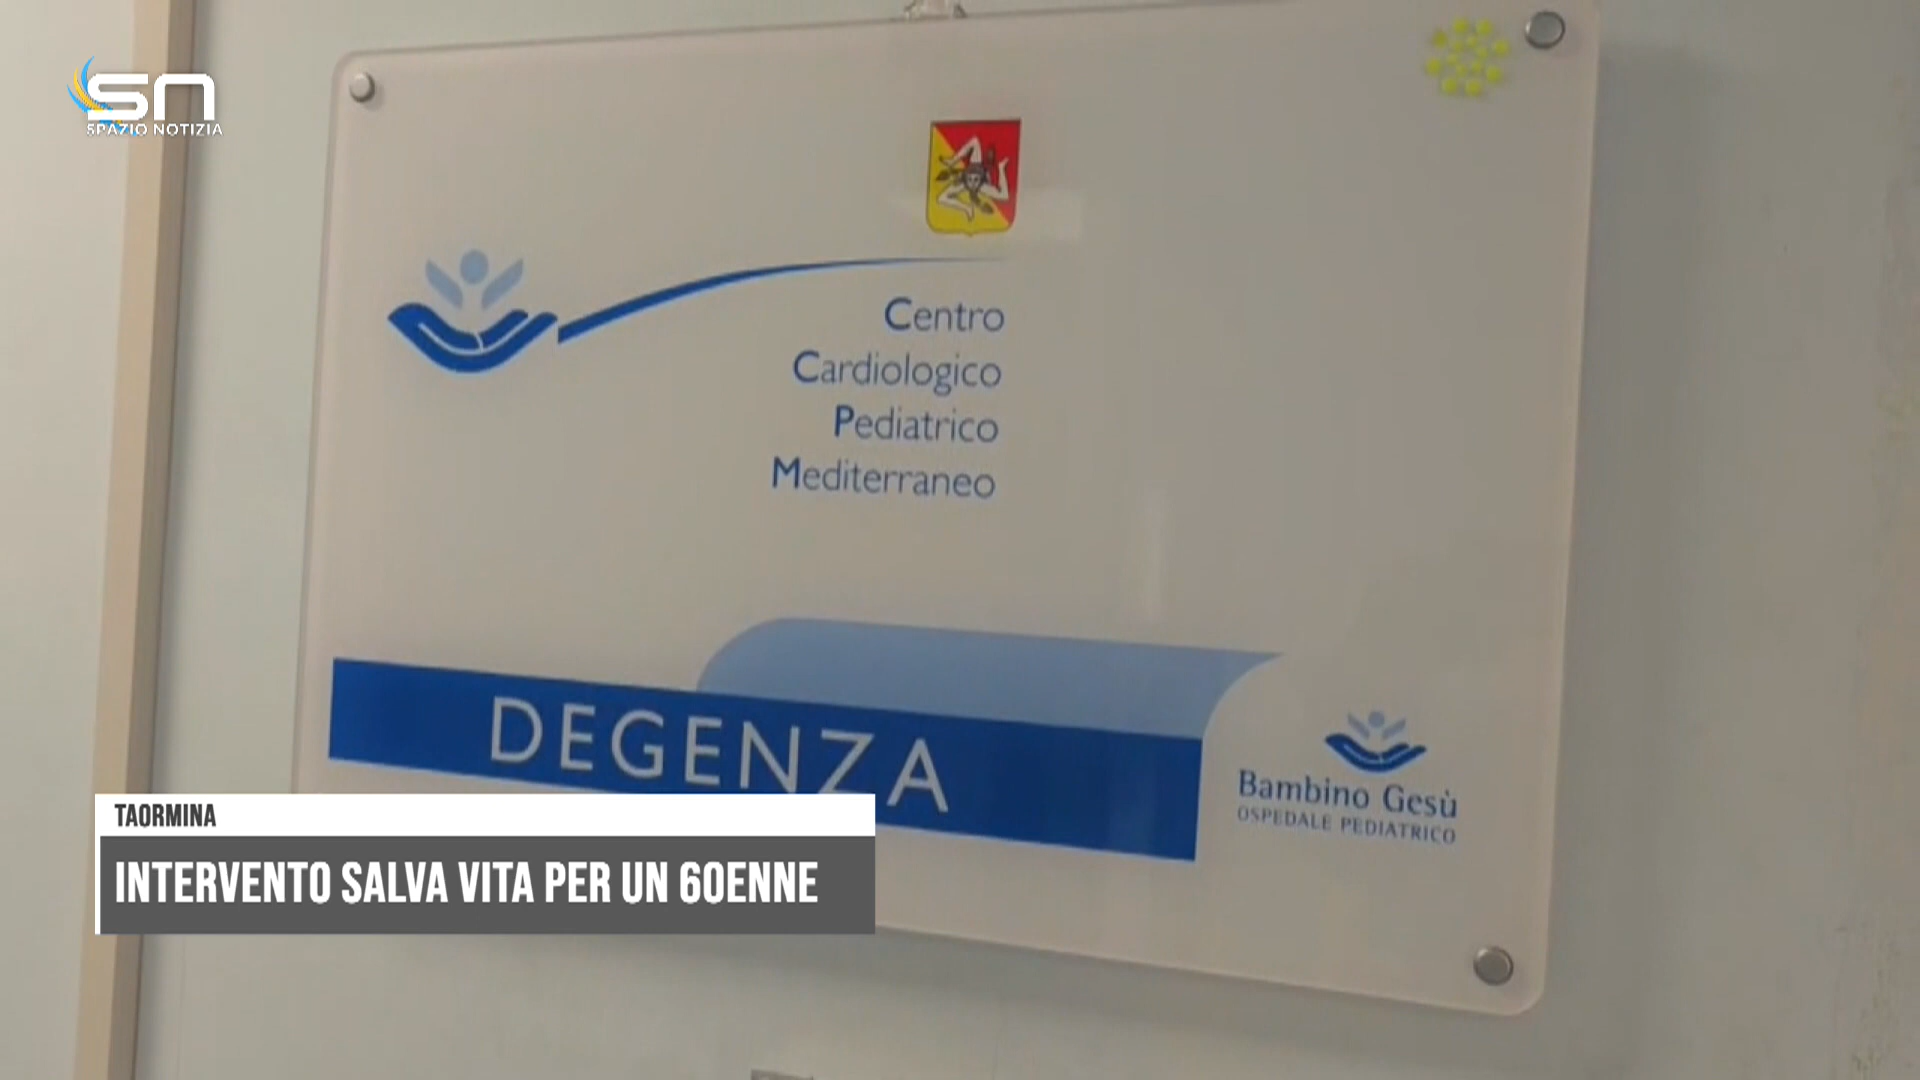 SN
SPAZIO NOTIZIA
Centro
Cardiologico
Pediatrico
Mediterraneo
DEGENZA
Bambino Gesù
OSPEDALE PEDIATRICO
TAORMINA
INTERVENTO SALVA VITA PER UN 60ENNE